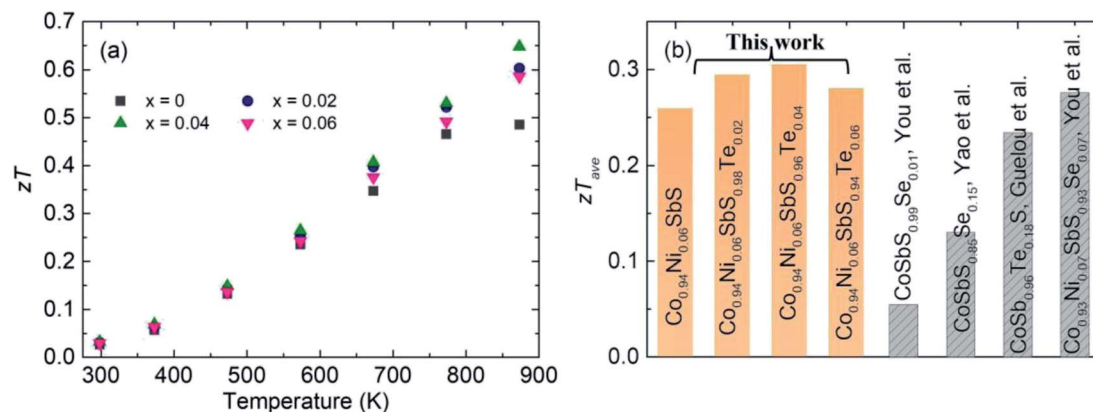 (a)
0.7
0.6
0.5
0.4
0.3
0.2
0.1
0.0
zT
x = 0
x = 0.02
x = 0.04
x = 0.06
300
400
500
600
700
800
900
Temperature (K)
(b)
This work
0.3
0.2
0.1
0.0
zT_ave
Co0.94Ni0.06SbS
Co0.94Ni0.06SbS0.98Te0.02
Co0.94Ni0.06SbS0.96Te0.04
Co0.94Ni0.06SbS0.94Te0.06
CoSbS0.99Se0.01, You et al.
CoSbS0.85Se0.15, Yao et al.
CoSb0.96Te0.18S, Guelou et al.
Co0.93Ni0.07SbS0.93Se0.07, You et al.